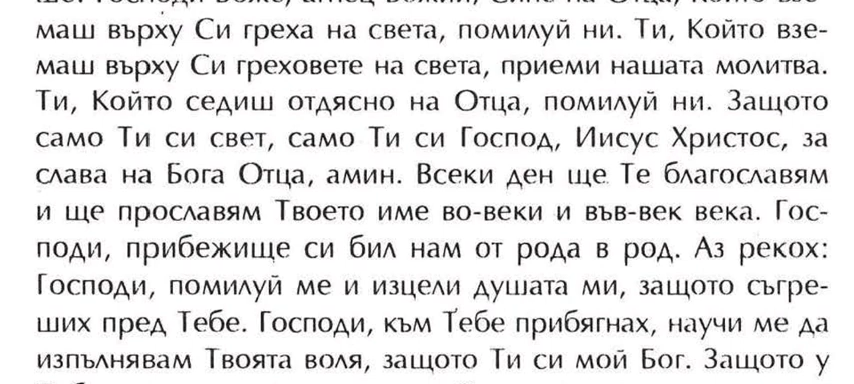 маш върху Си греха на света, помилуй ни. Ти, Който взе-
маш върху Си греховете на света, приеми нашата молитва.
Ти, Който седиш отдясно на Отца, помилуй ни. Защото
само Ти си свет, само Ти си Господ, Иисус Христос, за
слава на Бога Отца, амин. Всеки ден ще Те благославям
и ще прославям Твоето име во-веки и във-век века. Гос-
поди, прибежище си бил нам от рода в род. Аз рекох:
Господи, помилуй ме и изцели душата ми, защото съгре-
ших пред Тебе. Господи, към Тебе прибягнах, научи ме да
изпълнявам Твоята воля, защото Ти си мой Бог. Защото у